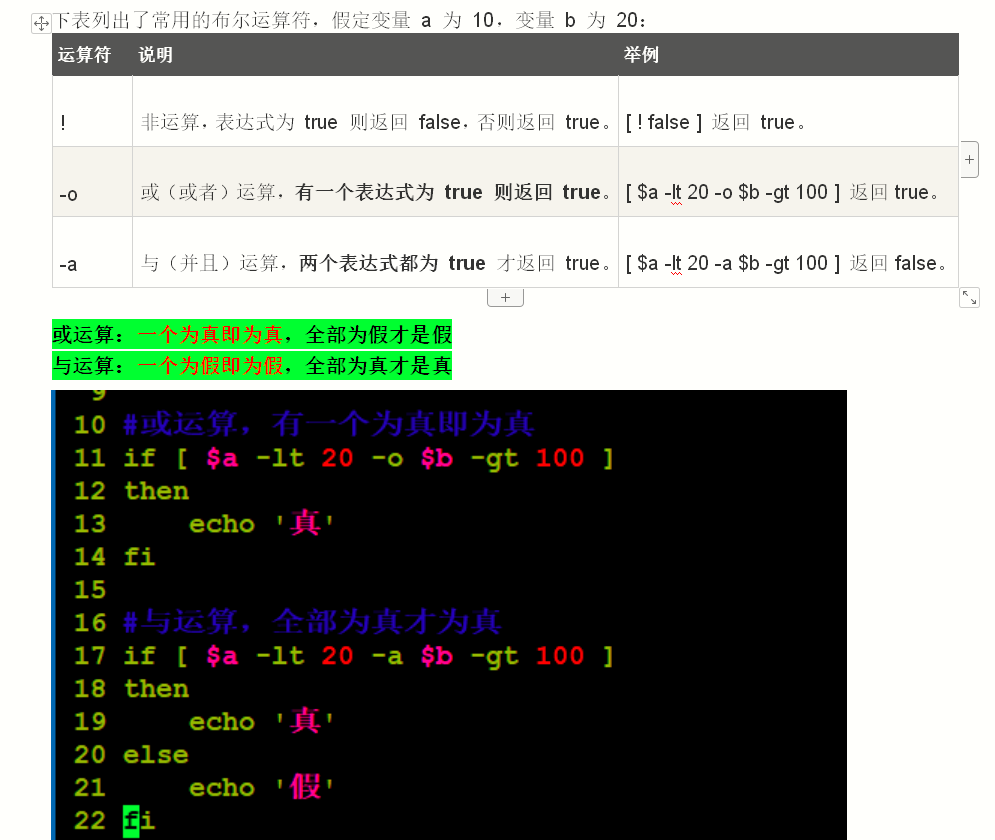 下表列出了常用的布尔运算符，假定变量 a 为 10，变量 b 为 20：
运算符 说明 举例
! 非运算，表达式为 true 则返回 false，否则返回 true。 [ ! false ] 返回 true。
-o 或（或者）运算，有一个表达式为 true 则返回 true。 [ $a -lt 20 -o $b -gt 100 ] 返回 true。
-a 与（并且）运算，两个表达式都为 true 才返回 true。 [ $a -lt 20 -a $b -gt 100 ] 返回 false。
或运算：一个为真即为真，全部为假才是假
与运算：一个为假即为假，全部为真才是真
9
10 #或运算，有一个为真即为真
11 if [ $a -lt 20 -o $b -gt 100 ]
12 then
13     echo '真'
14 fi
15
16 #与运算，全部为真才为真
17 if [ $a -lt 20 -a $b -gt 100 ]
18 then
19     echo '真'
20 else
21     echo '假'
22 fi